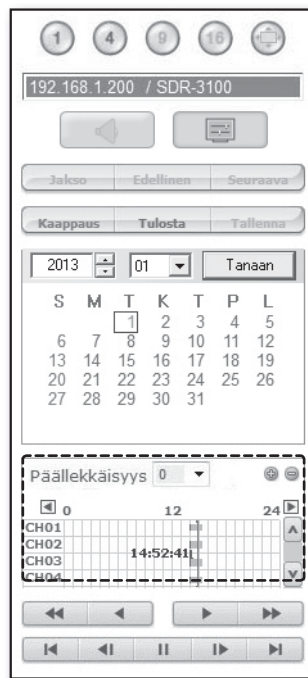 1 4 9 16
192.168.1.200 / SDR-3100
Jakso Edellinen Seuraava
Kaappaus Tulosta Tallenna
2013 01 Tanaan
S M T K T P L
1 2 3 4 5
6 7 8 9 10 11 12
13 14 15 16 17 18 19
20 21 22 23 24 25 26
27 28 29 30 31
Päällekkäisyys 0
0 12 24
CH01
CH02
14:52:41
CH03
CH04